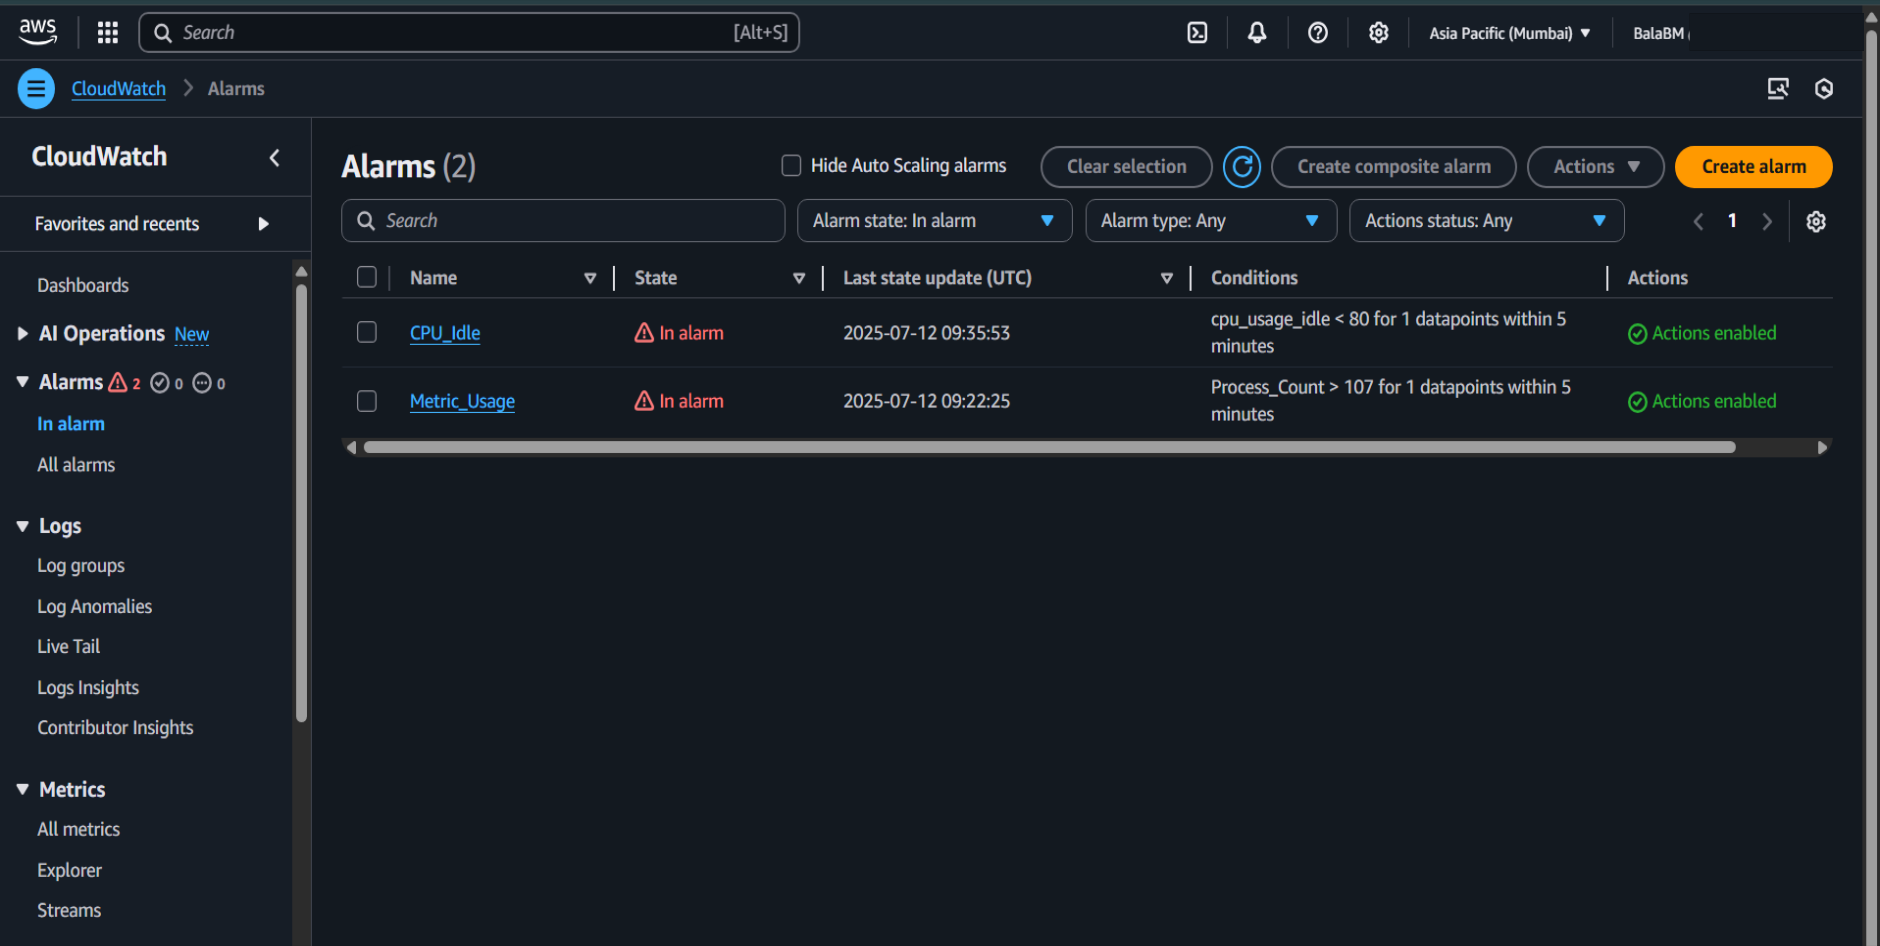 aws
Search [Alt+S]
Asia Pacific (Mumbai) BalaBM
CloudWatch > Alarms
CloudWatch
Favorites and recents
Dashboards
AI Operations New
Alarms 2 0 0
In alarm
All alarms
Logs
Log groups
Log Anomalies
Live Tail
Logs Insights
Contributor Insights
Metrics
All metrics
Explorer
Streams
Alarms (2)
Hide Auto Scaling alarms
Clear selection
Create composite alarm
Actions
Create alarm
Search
Alarm state: In alarm
Alarm type: Any
Actions status: Any
1
Name State Last state update (UTC) Conditions Actions
CPU_Idle In alarm 2025-07-12 09:35:53 cpu_usage_idle < 80 for 1 datapoints within 5
minutes
Actions enabled
Metric_Usage In alarm 2025-07-12 09:22:25 Process_Count > 107 for 1 datapoints within 5
minutes
Actions enabled